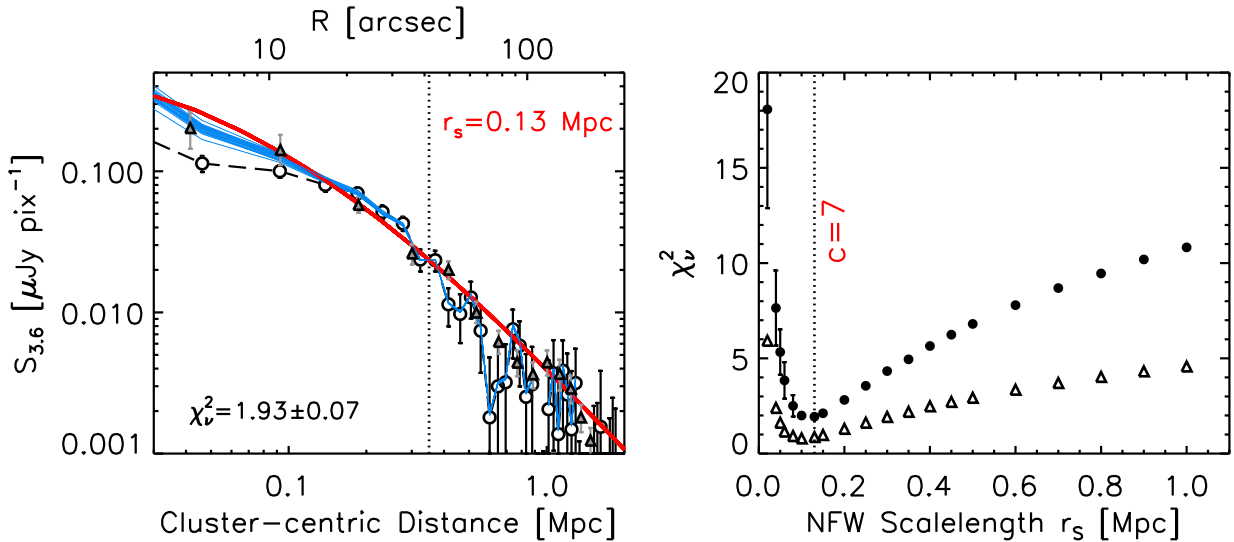 R [arcsec]
10 100
r_s=0.13 Mpc
0.100
0.010
0.001
S_3.6 [μJy pix⁻¹]
χ²_ν=1.93±0.07
0.1 1.0
Cluster-centric Distance [Mpc]
20
15
10
5
0
χ²_ν
c=7
0.0 0.2 0.4 0.6 0.8 1.0
NFW Scalelength r_s [Mpc]